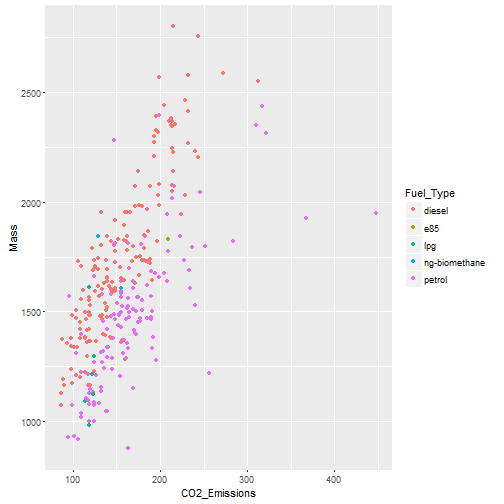 2500
2000
1500
1000
Mass
100
200
300
400
CO2_Emissions
Fuel_Type
diesel
e85
lpg
ng-biomethane
petrol